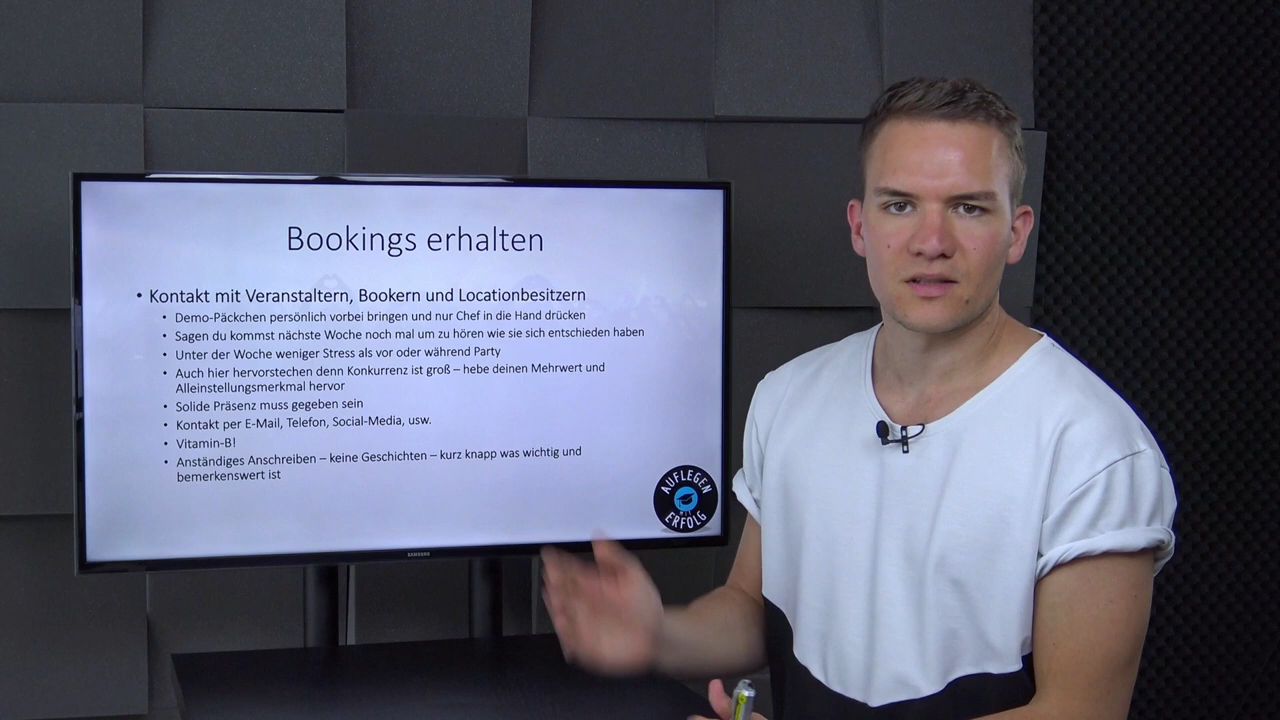 Bookings erhalten
• Kontakt mit Veranstaltern, Bookern und Locationbesitzern
• Demo-Päckchen persönlich vorbei bringen und nur Chef in die Hand drücken
• Sagen du kommst nächste Woche noch mal um zu hören wie sie sich entschieden haben
• Unter der Woche weniger Stress als vor oder während Party
• Auch hier hervorstechen denn Konkurrenz ist groß – hebe deinen Mehrwert und
Alleinstellungsmerkmal hervor
• Solide Präsenz muss gegeben sein
• Kontakt per E-Mail, Telefon, Social-Media, usw.
• Vitamin-B!
• Anständiges Anschreiben – keine Geschichten – kurz knapp was wichtig und
bemerkenswert ist
AUFLEGEN
MIT
ERFOLG
SAMSUNG